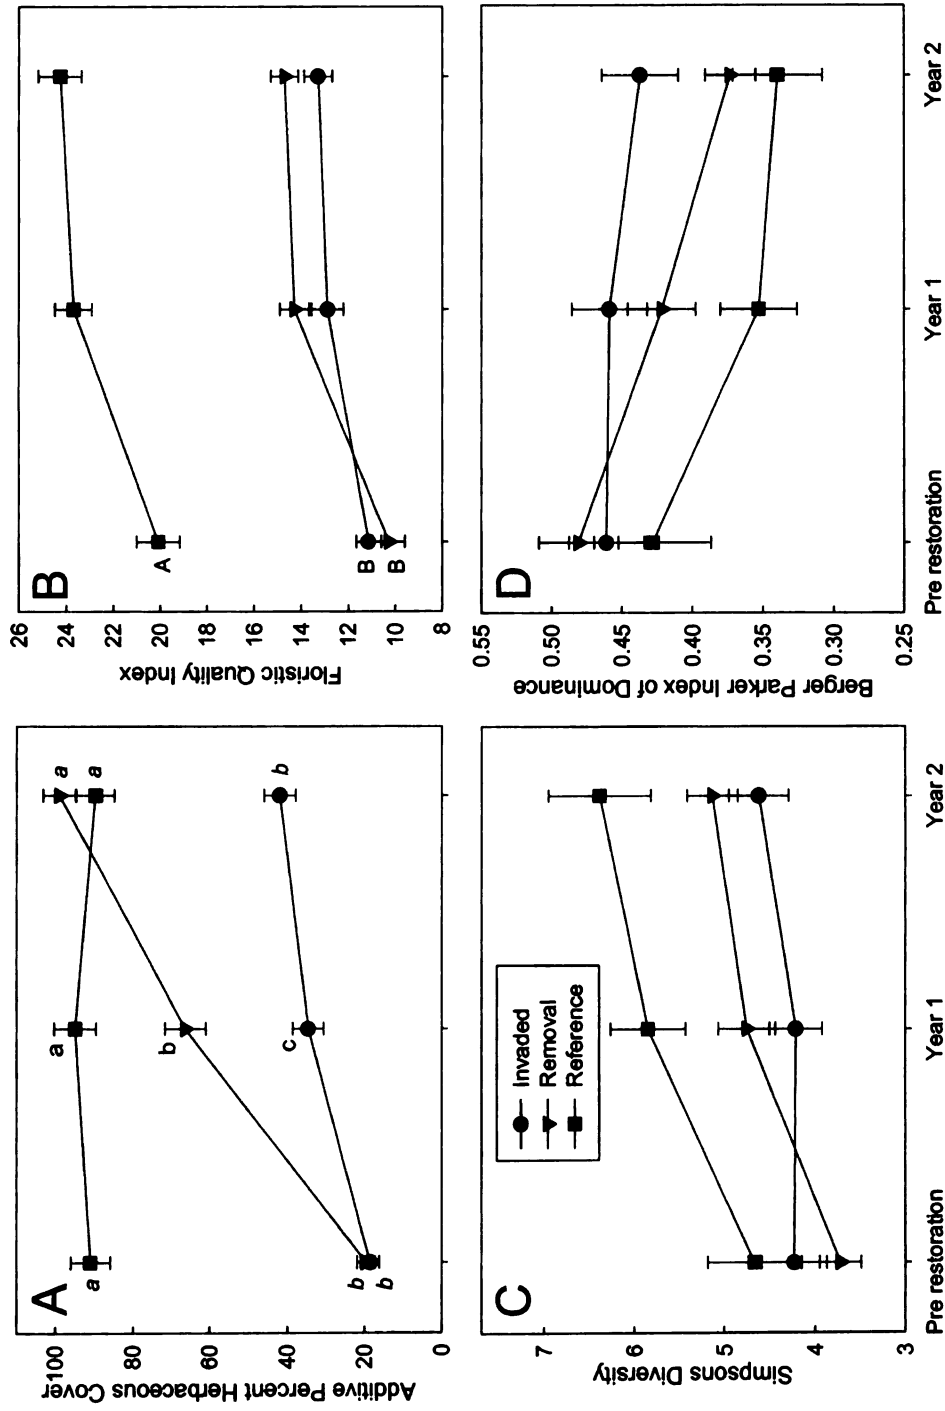 A
Additive Percent Herbaceous Cover
100
80
60
40
20
0
a
b
b
a
b
c
a
a
b
B
Floristic Quality Index
26
24
22
20
18
16
14
12
10
8
A
B
B
C
Simpsons Diversity
7
6
5
4
3
Invaded
Removal
Reference
Pre restoration
Year 1
Year 2
D
Berger Parker Index of Dominance
0.55
0.50
0.45
0.40
0.35
0.30
0.25
Pre restoration
Year 1
Year 2